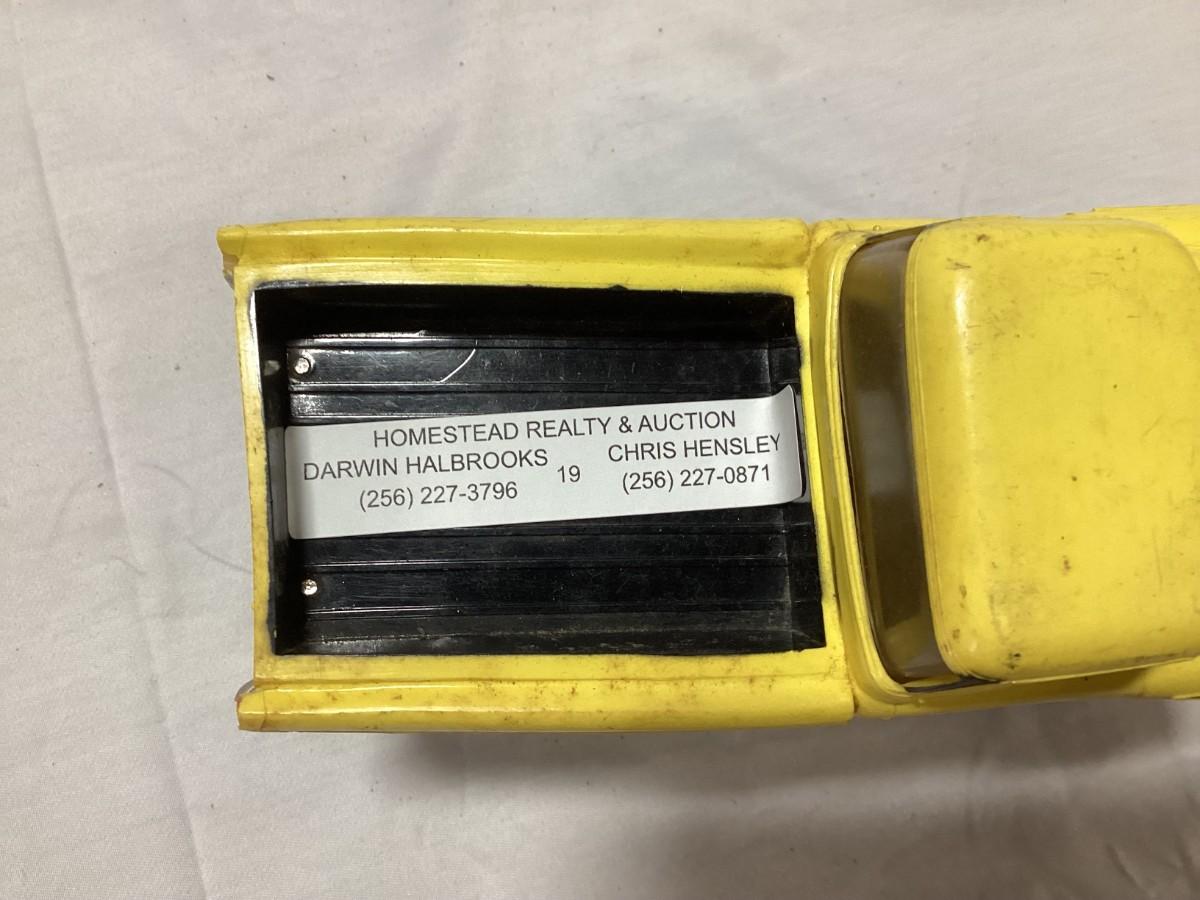 HOMESTEAD REALTY & AUCTION
DARWIN HALBROOKS 19 CHRIS HENSLEY
(256) 227-3796 (256) 227-0871